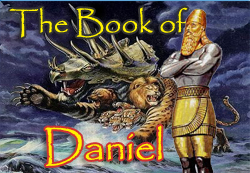 The Book of
Daniel